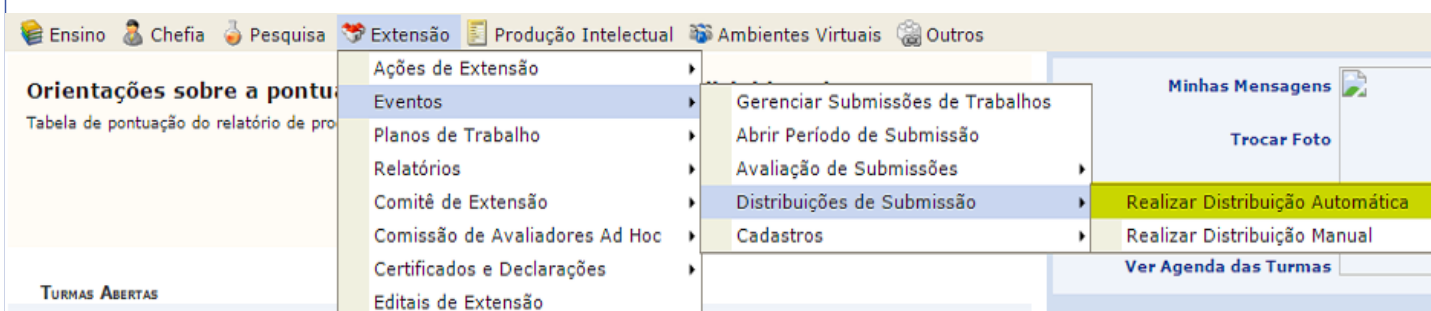 Ensino Chefia Pesquisa Extensão Produção Intelectual Ambientes Virtuais Outros
Orientações sobre a
Tabela de pontuação do relatório de
Ações de Extensão
Eventos
Planos de Trabalho
Relatórios
Comitê de Extensão
Comissão de Avaliadores Ad Hoc
Certificados e Declarações
Editais de Extensão
Gerenciar Submissões de Trabalhos
Abrir Período de Submissão
Avaliação de Submissões
Distribuições de Submissão
Cadastros
Realizar Distribuição Automática
Realizar Distribuição Manual
Minhas Mensagens
Trocar Foto
Ver Agenda das Turmas
Turmas Abertas